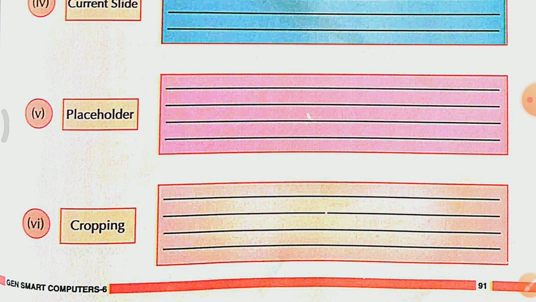 (iv) Current Slide
(v) Placeholder
(vi) Cropping
GEN SMART COMPUTERS-6
91